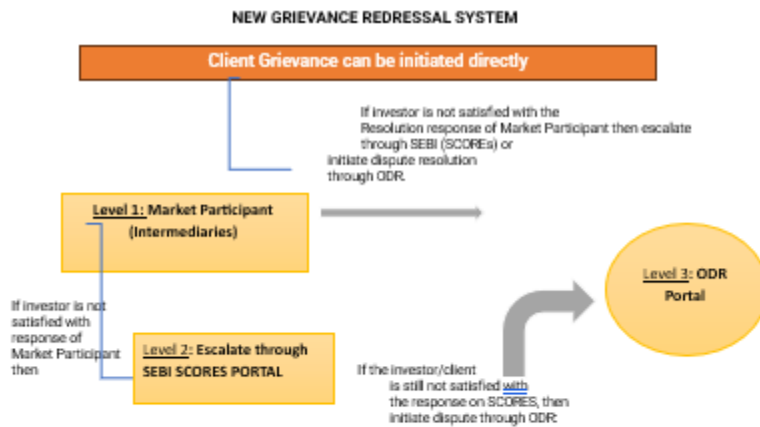 NEW GRIEVANCE REDRESSAL SYSTEM
Client Grievance can be initiated directly
If investor is not satisfied with the
Resolution response of Market Participant then escalate
through SEBI (SCOREs) or
initiate dispute resolution
through ODR.
Level 1: Market Participant
(Intermediaries)
Level 3: ODR
Portal
If investor is not
satisfied with
response of
Market Participant
then
Level 2: Escalate through
SEBI SCORES PORTAL
If the investor/client
is still not satisfied with
the response on SCORES, then
initiate dispute through ODR.